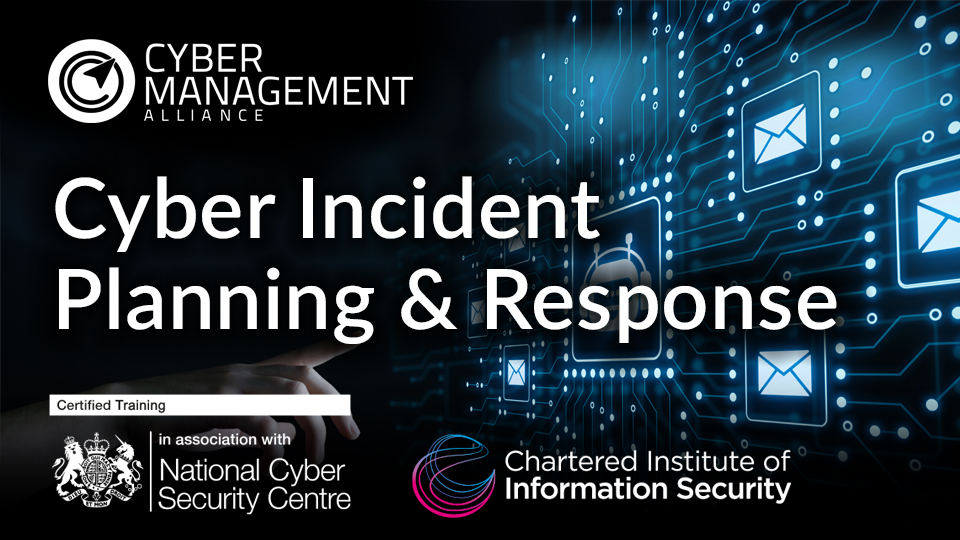 CYBER
MANAGEMENT
ALLIANCE
Cyber Incident
Planning & Response
Certified Training
in association with
National Cyber
Security Centre
Chartered Institute of
Information Security